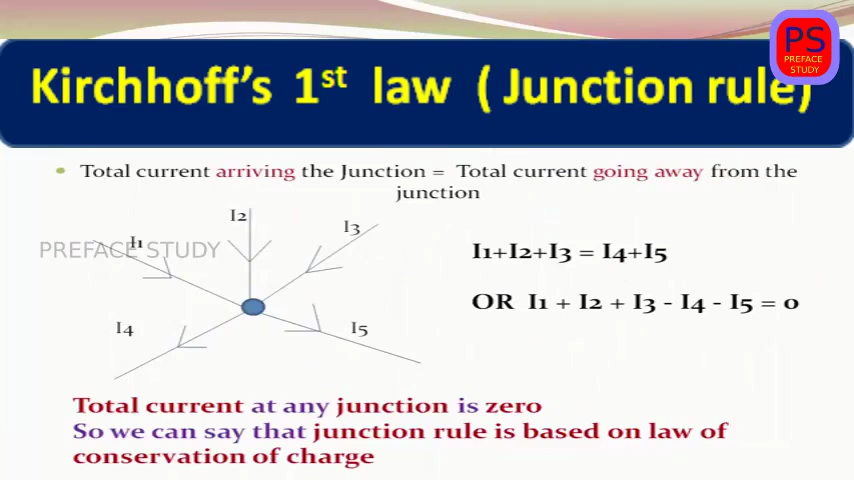 PS
PREFACE
STUDY
Kirchhoff's 1st law ( Junction rule)
Total current arriving the Junction = Total current going away from the
junction
I2
I3
I1
PREFACE STUDY
I1+I2+I3 = I4+I5
OR I1 + I2 + I3 - I4 - I5 = 0
I4
I5
Total current at any junction is zero
So we can say that junction rule is based on law of
conservation of charge